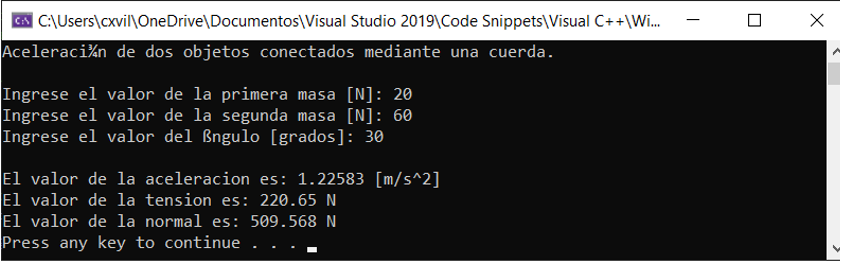 C:\Users\cxvil\OneDrive\Documentos\Visual Studio 2019\Code Snippets\Visual C++\Wi...
Aceleraci¾n de dos objetos conectados mediante una cuerda.
Ingrese el valor de la primera masa [N]: 20
Ingrese el valor de la segunda masa [N]: 60
Ingrese el valor del ßngulo [grados]: 30
El valor de la aceleracion es: 1.22583 [m/s^2]
El valor de la tension es: 220.65 N
El valor de la normal es: 509.568 N
Press any key to continue . . .